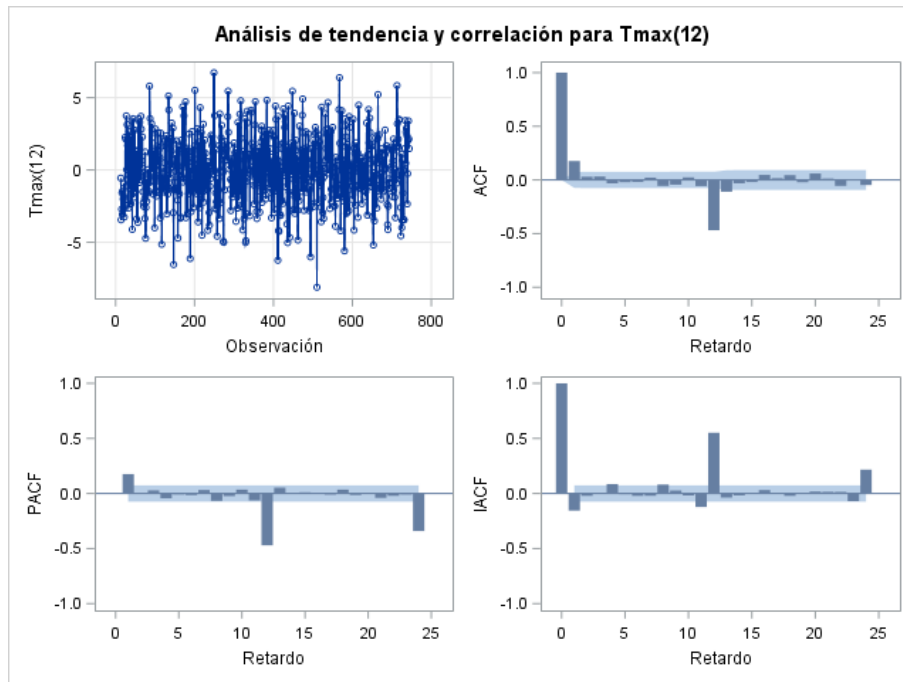 Análisis de tendencia y correlación para Tmax(12)
Tmax(12)
5
0
-5
0 200 400 600 800
Observación
ACF
1.0
0.5
0.0
-0.5
-1.0
0 5 10 15 20 25
Retardo
PACF
1.0
0.5
0.0
-0.5
-1.0
0 5 10 15 20 25
Retardo
IACF
1.0
0.5
0.0
-0.5
-1.0
0 5 10 15 20 25
Retardo